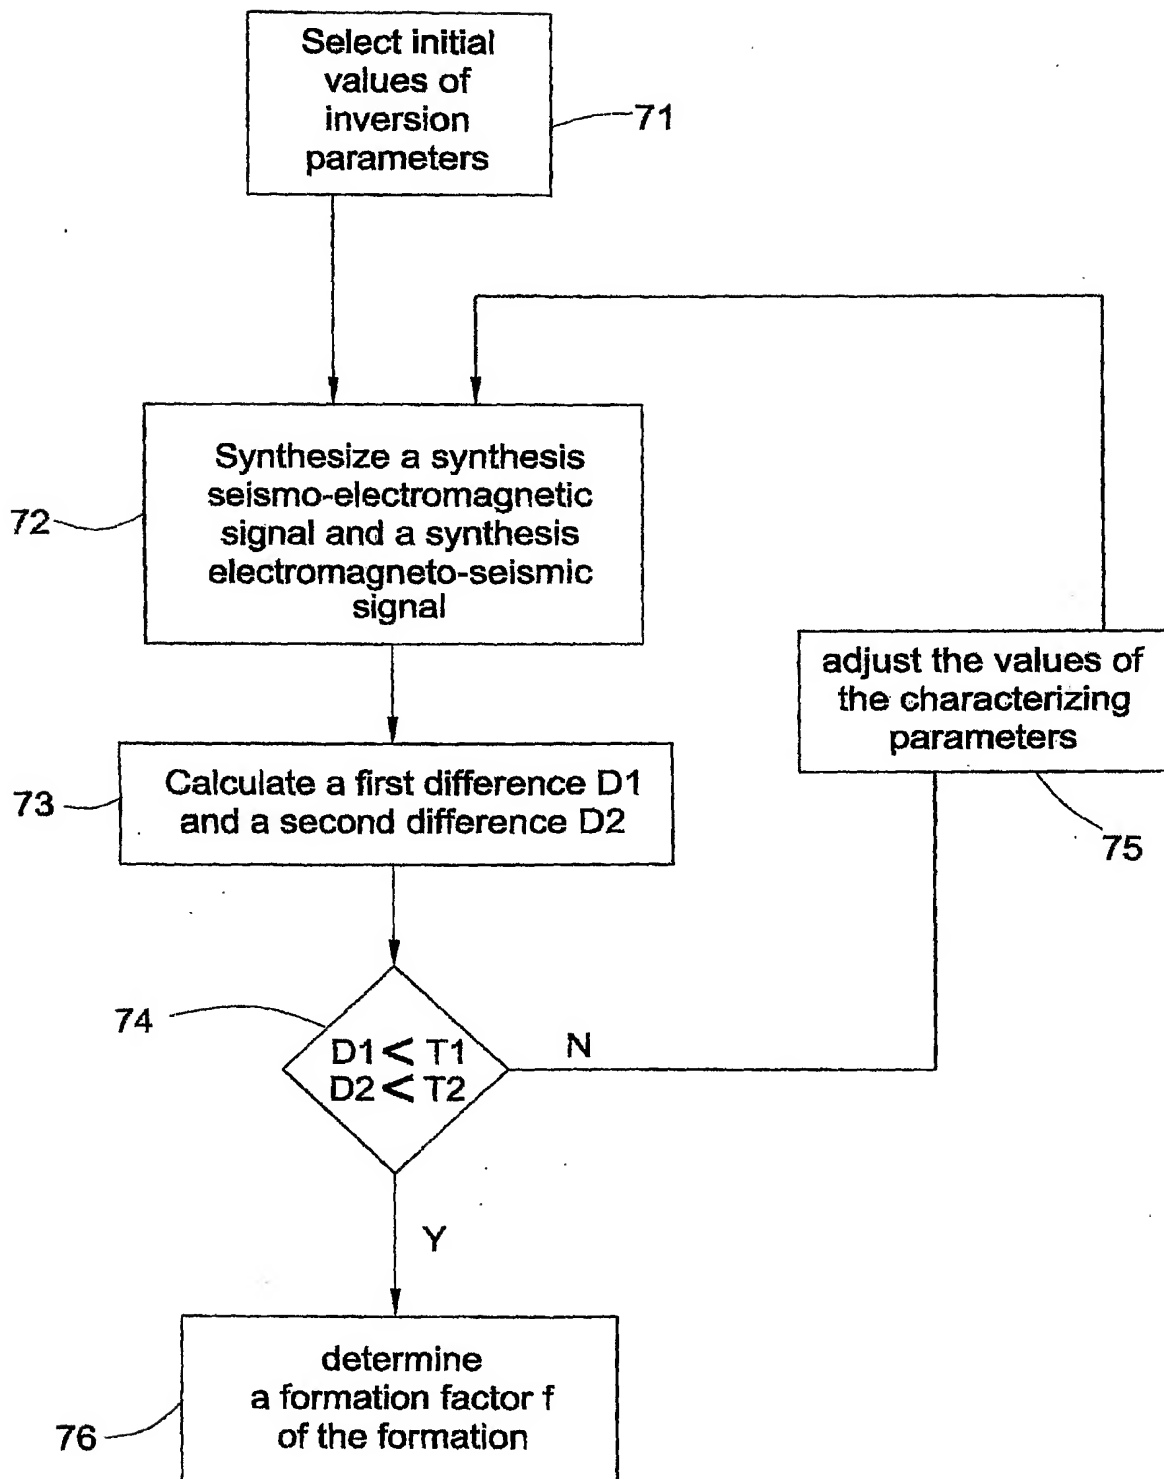 Select initial
values of
inversion
parameters
71
Synthesize a synthesis
seismo-electromagnetic
signal and a synthesis
electromagneto-seismic
signal
72
adjust the values of
the characterizing
parameters
75
Calculate a first difference D1
and a second difference D2
73
74
D1 < T1
D2 < T2
N
Y
determine
a formation factor f
of the formation
76